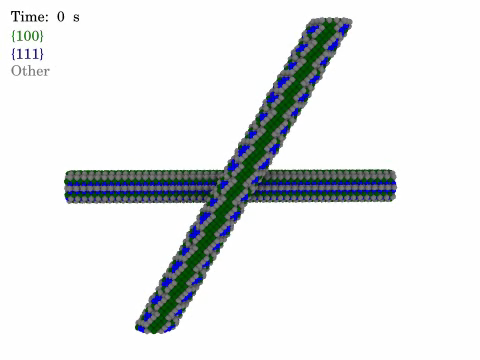 Time: 0 s
{100}
{111}
Other